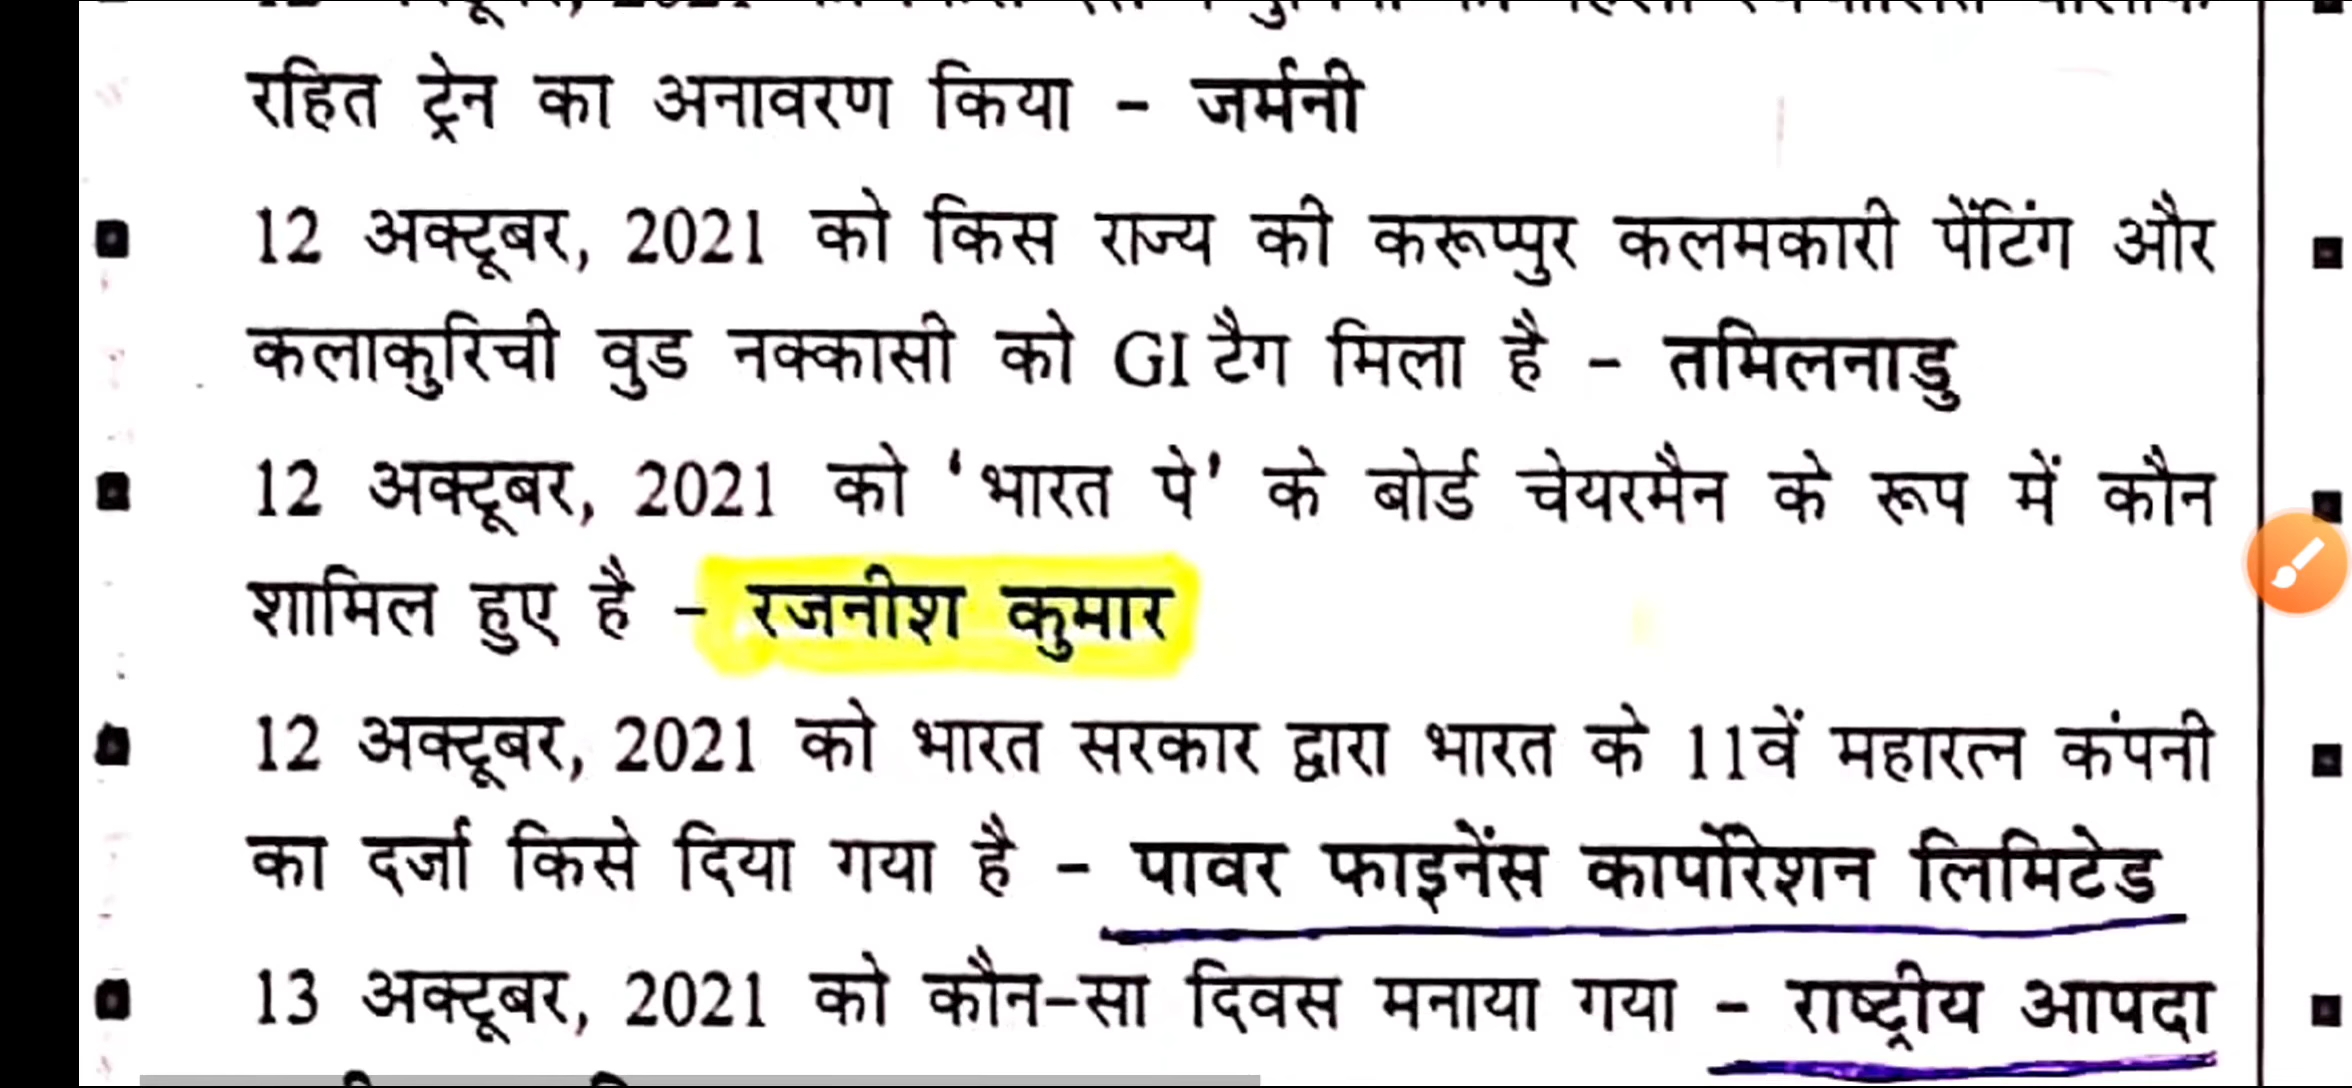 रहित ट्रेन का अनावरण किया - जर्मनी
12 अक्टूबर, 2021 को किस राज्य की करूप्पुर कलमकारी पेंटिंग और
कलाकुरिची वुड नक्कासी को GI टैग मिला है - तमिलनाडु
12 अक्टूबर, 2021 को 'भारत पे' के बोर्ड चेयरमैन के रूप में कौन
शामिल हुए है - रजनीश कुमार
12 अक्टूबर, 2021 को भारत सरकार द्वारा भारत के 11वें महारत्न कंपनी
का दर्जा किसे दिया गया है - पावर फाइनेंस कार्पोरेशन लिमिटेड
13 अक्टूबर, 2021 को कौन-सा दिवस मनाया गया - राष्ट्रीय आपदा